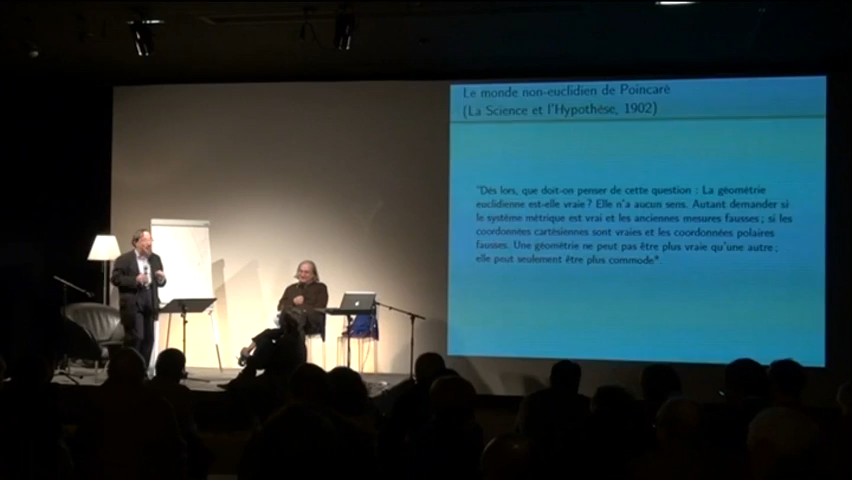 Le monde non-euclidien de Poincaré
(La Science et l'Hypothèse, 1902)
"Dès lors, que doit-on penser de cette question : La géométrie
euclidienne est-elle vraie ? Elle n'a aucun sens. Autant demander si
le système métrique est vrai et les anciennes mesures fausses ; si les
coordonnées cartésiennes sont vraies et les coordonnées polaires
fausses. Une géométrie ne peut pas être plus vraie qu'une autre ;
elle peut seulement être plus commode".